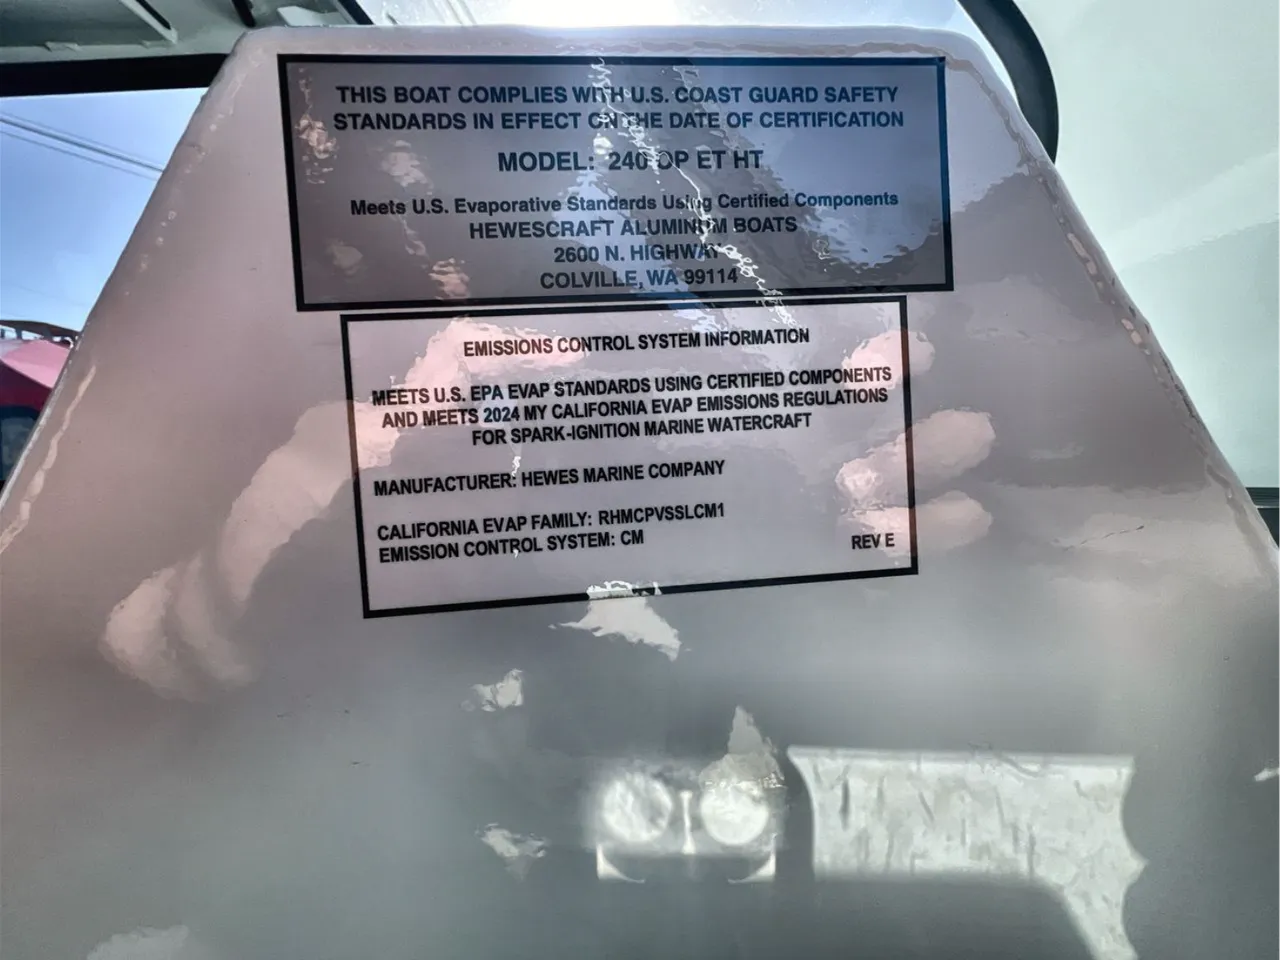 THIS BOAT COMPLIES WITH U.S. COAST GUARD SAFETY
STANDARDS IN EFFECT ON THE DATE OF CERTIFICATION
MODEL: 240 OP ET HT
Meets U.S. Evaporative Standards Using Certified Components
HEWESCRAFT ALUMINUM BOATS
2600 N. HIGHWAY
COLVILLE, WA 99114
EMISSIONS CONTROL SYSTEM INFORMATION
MEETS U.S. EPA EVAP STANDARDS USING CERTIFIED COMPONENTS
AND MEETS 2024 MY CALIFORNIA EVAP EMISSIONS REGULATIONS
FOR SPARK-IGNITION MARINE WATERCRAFT
MANUFACTURER: HEWES MARINE COMPANY
CALIFORNIA EVAP FAMILY: RHMCPVSSLCM1
EMISSION CONTROL SYSTEM: CM
REV E